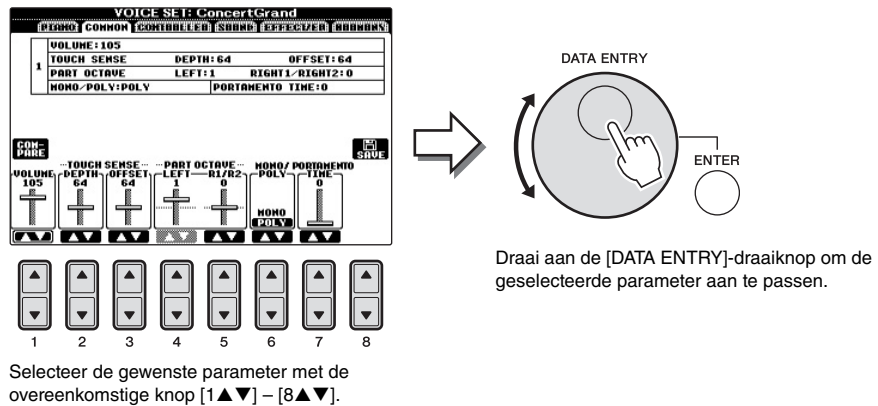 VOICE SET: ConcertGrand
PIANO COMMON CONTROLLER SOUND EFFECT/EQ HARMONY
1
VOLUME:105
TOUCH SENSE DEPTH:64 OFFSET:64
PART OCTAVE LEFT:1 RIGHT1/RIGHT2:0
MONO/POLY:POLY PORTAMENTO TIME:0
COM-
PARE
SAVE
TOUCH SENSE PART OCTAVE MONO/ PORTAMENTO
VOLUME DEPTH OFFSET LEFT R1/R2 POLY TIME
105 64 64 1 0 0
MONO
POLY
1 2 3 4 5 6 7 8
Selecteer de gewenste parameter met de
overeenkomstige knop [1▲▼] – [8▲▼].
DATA ENTRY
ENTER
Draai aan de [DATA ENTRY]-draaiknop om de
geselecteerde parameter aan te passen.